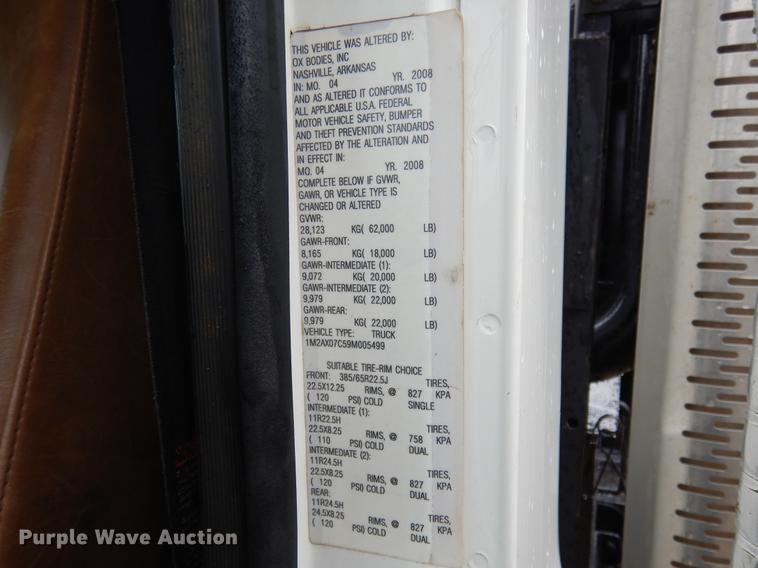 THIS VEHICLE WAS ALTERED BY:
OX BODIES, INC
NASHVILLE, ARKANSAS
IN: MO. 04 YR. 2008
AND AS ALTERED IT CONFORMS TO
ALL APPLICABLE U.S.A. FEDERAL
MOTOR VEHICLE SAFETY, BUMPER
AND THEFT PREVENTION STANDARDS
AFFECTED BY THE ALTERATION AND
IN EFFECT IN:
MO. 04 YR. 2008
COMPLETE BELOW IF GVWR,
GAWR, OR VEHICLE TYPE IS
CHANGED OR ALTERED
GVWR:
28,123 KG( 62,000 LB)
GAWR-FRONT:
8,165 KG( 18,000 LB)
GAWR-INTERMEDIATE (1):
9,072 KG( 20,000 LB)
GAWR-INTERMEDIATE (2):
9,979 KG( 22,000 LB)
GAWR-REAR:
9,979 KG( 22,000 LB)
VEHICLE TYPE: TRUCK
1M2AX07C59M005499
SUITABLE TIRE-RIM CHOICE
FRONT: 385/65R22.5J TIRES,
22.5X12.25 RIMS, @ 827 KPA
( 120 PSI) COLD SINGLE
INTERMEDIATE (1):
11R22.5H TIRES,
22.5X8.25 RIMS, @ 758 KPA
( 110 PSI) COLD DUAL
INTERMEDIATE (2):
11R24.5H TIRES,
22.5X8.25 RIMS, @ 827 KPA
( 120 PSI) COLD DUAL
REAR:
11R24.5H TIRES,
24.5X8.25 RIMS, @ 827 KPA
( 120 PSI) COLD DUAL
Purple Wave Auction